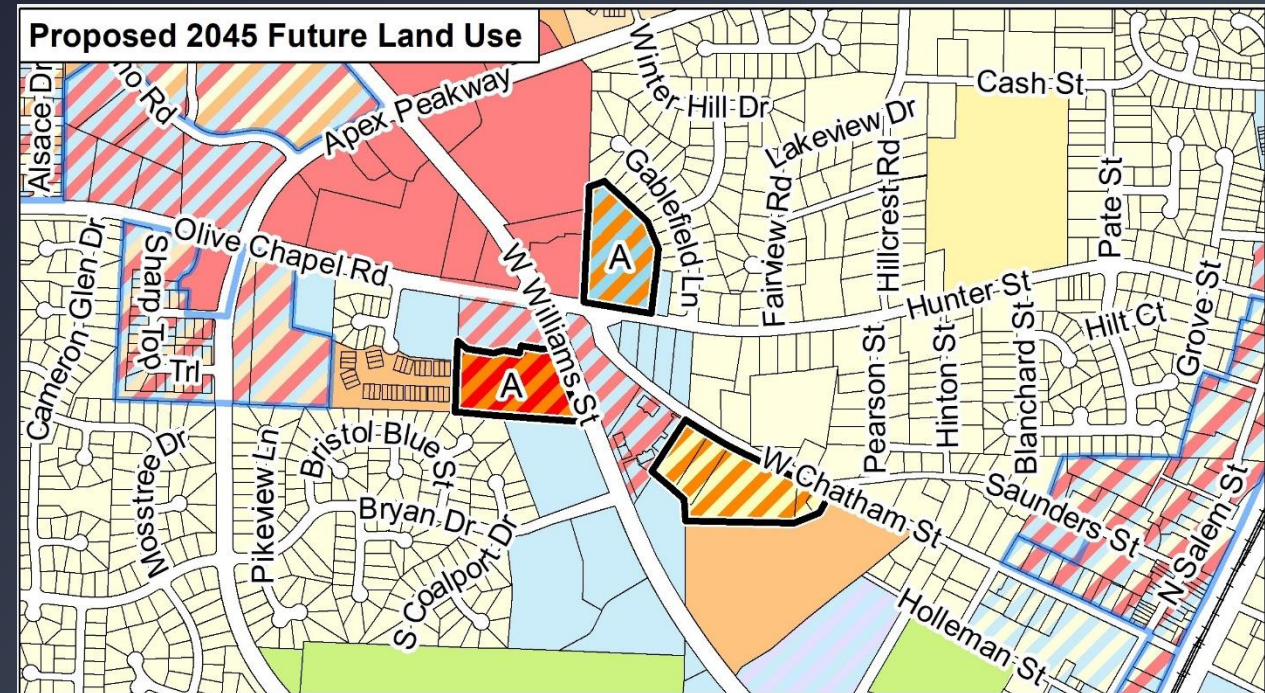 Proposed 2045 Future Land Use
Alsace Dr
Rd
Apex Peakway
Winter Hill Dr
Cash St
Lakeview Dr
Gablefield Ln
Fairview Rd
Hillcrest Rd
Pate St
Olive Chapel Rd
Cameron Glen Dr
Sharp Top
Trl
W Williams St
A
A
Hunter St
Hilt Ct
Grove St
Pearson St
Hinton St
Blanchard St
Mosstree Dr
Pikeview Ln
Bristol Blue St
Bryan Dr
S Coalport Dr
W Chatham St
Saunders St
N Salem St
Holleman St